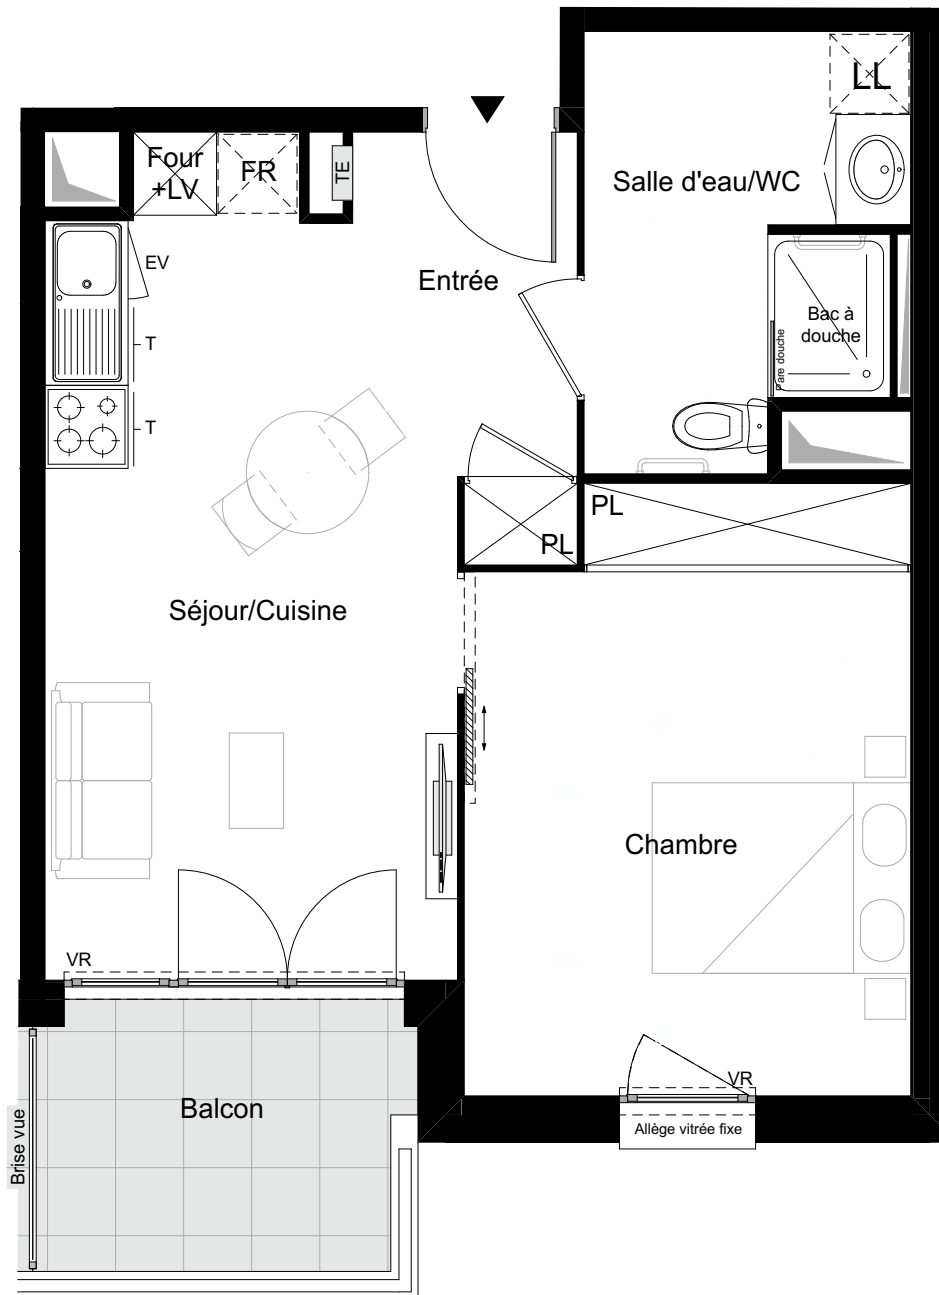 LL
Four
+LV
FR
TE
Salle d'eau/WC
EV
Entrée
T
Bac à
douche
Pare douche
T
PL
PL
Séjour/Cuisine
Chambre
VR
VR
Balcon
Allège vitrée fixe
Brise vue